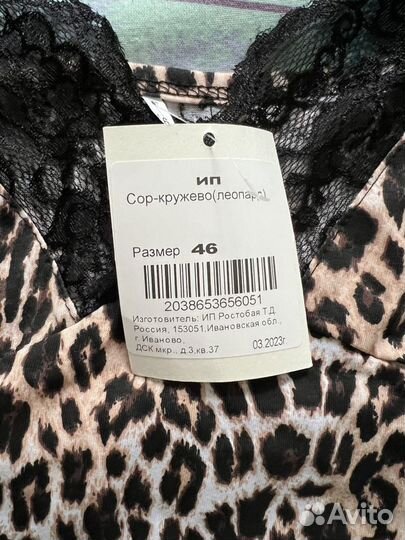 ИП
Сор-кружево(леопард)
Размер 46
2038653656051
Изготовитель: ИП Ростобая Т.Д.
Россия, 153051,Ивановская обл.,
г. Иваново,
ДСК мкр., д.3,кв.37 03.2023г
Avito